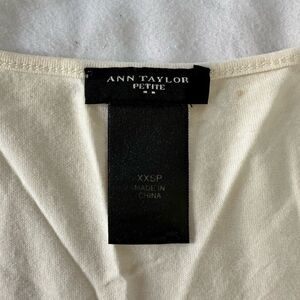 ANN TAYLOR
PETITE
XXSP
MADE IN
CHINA